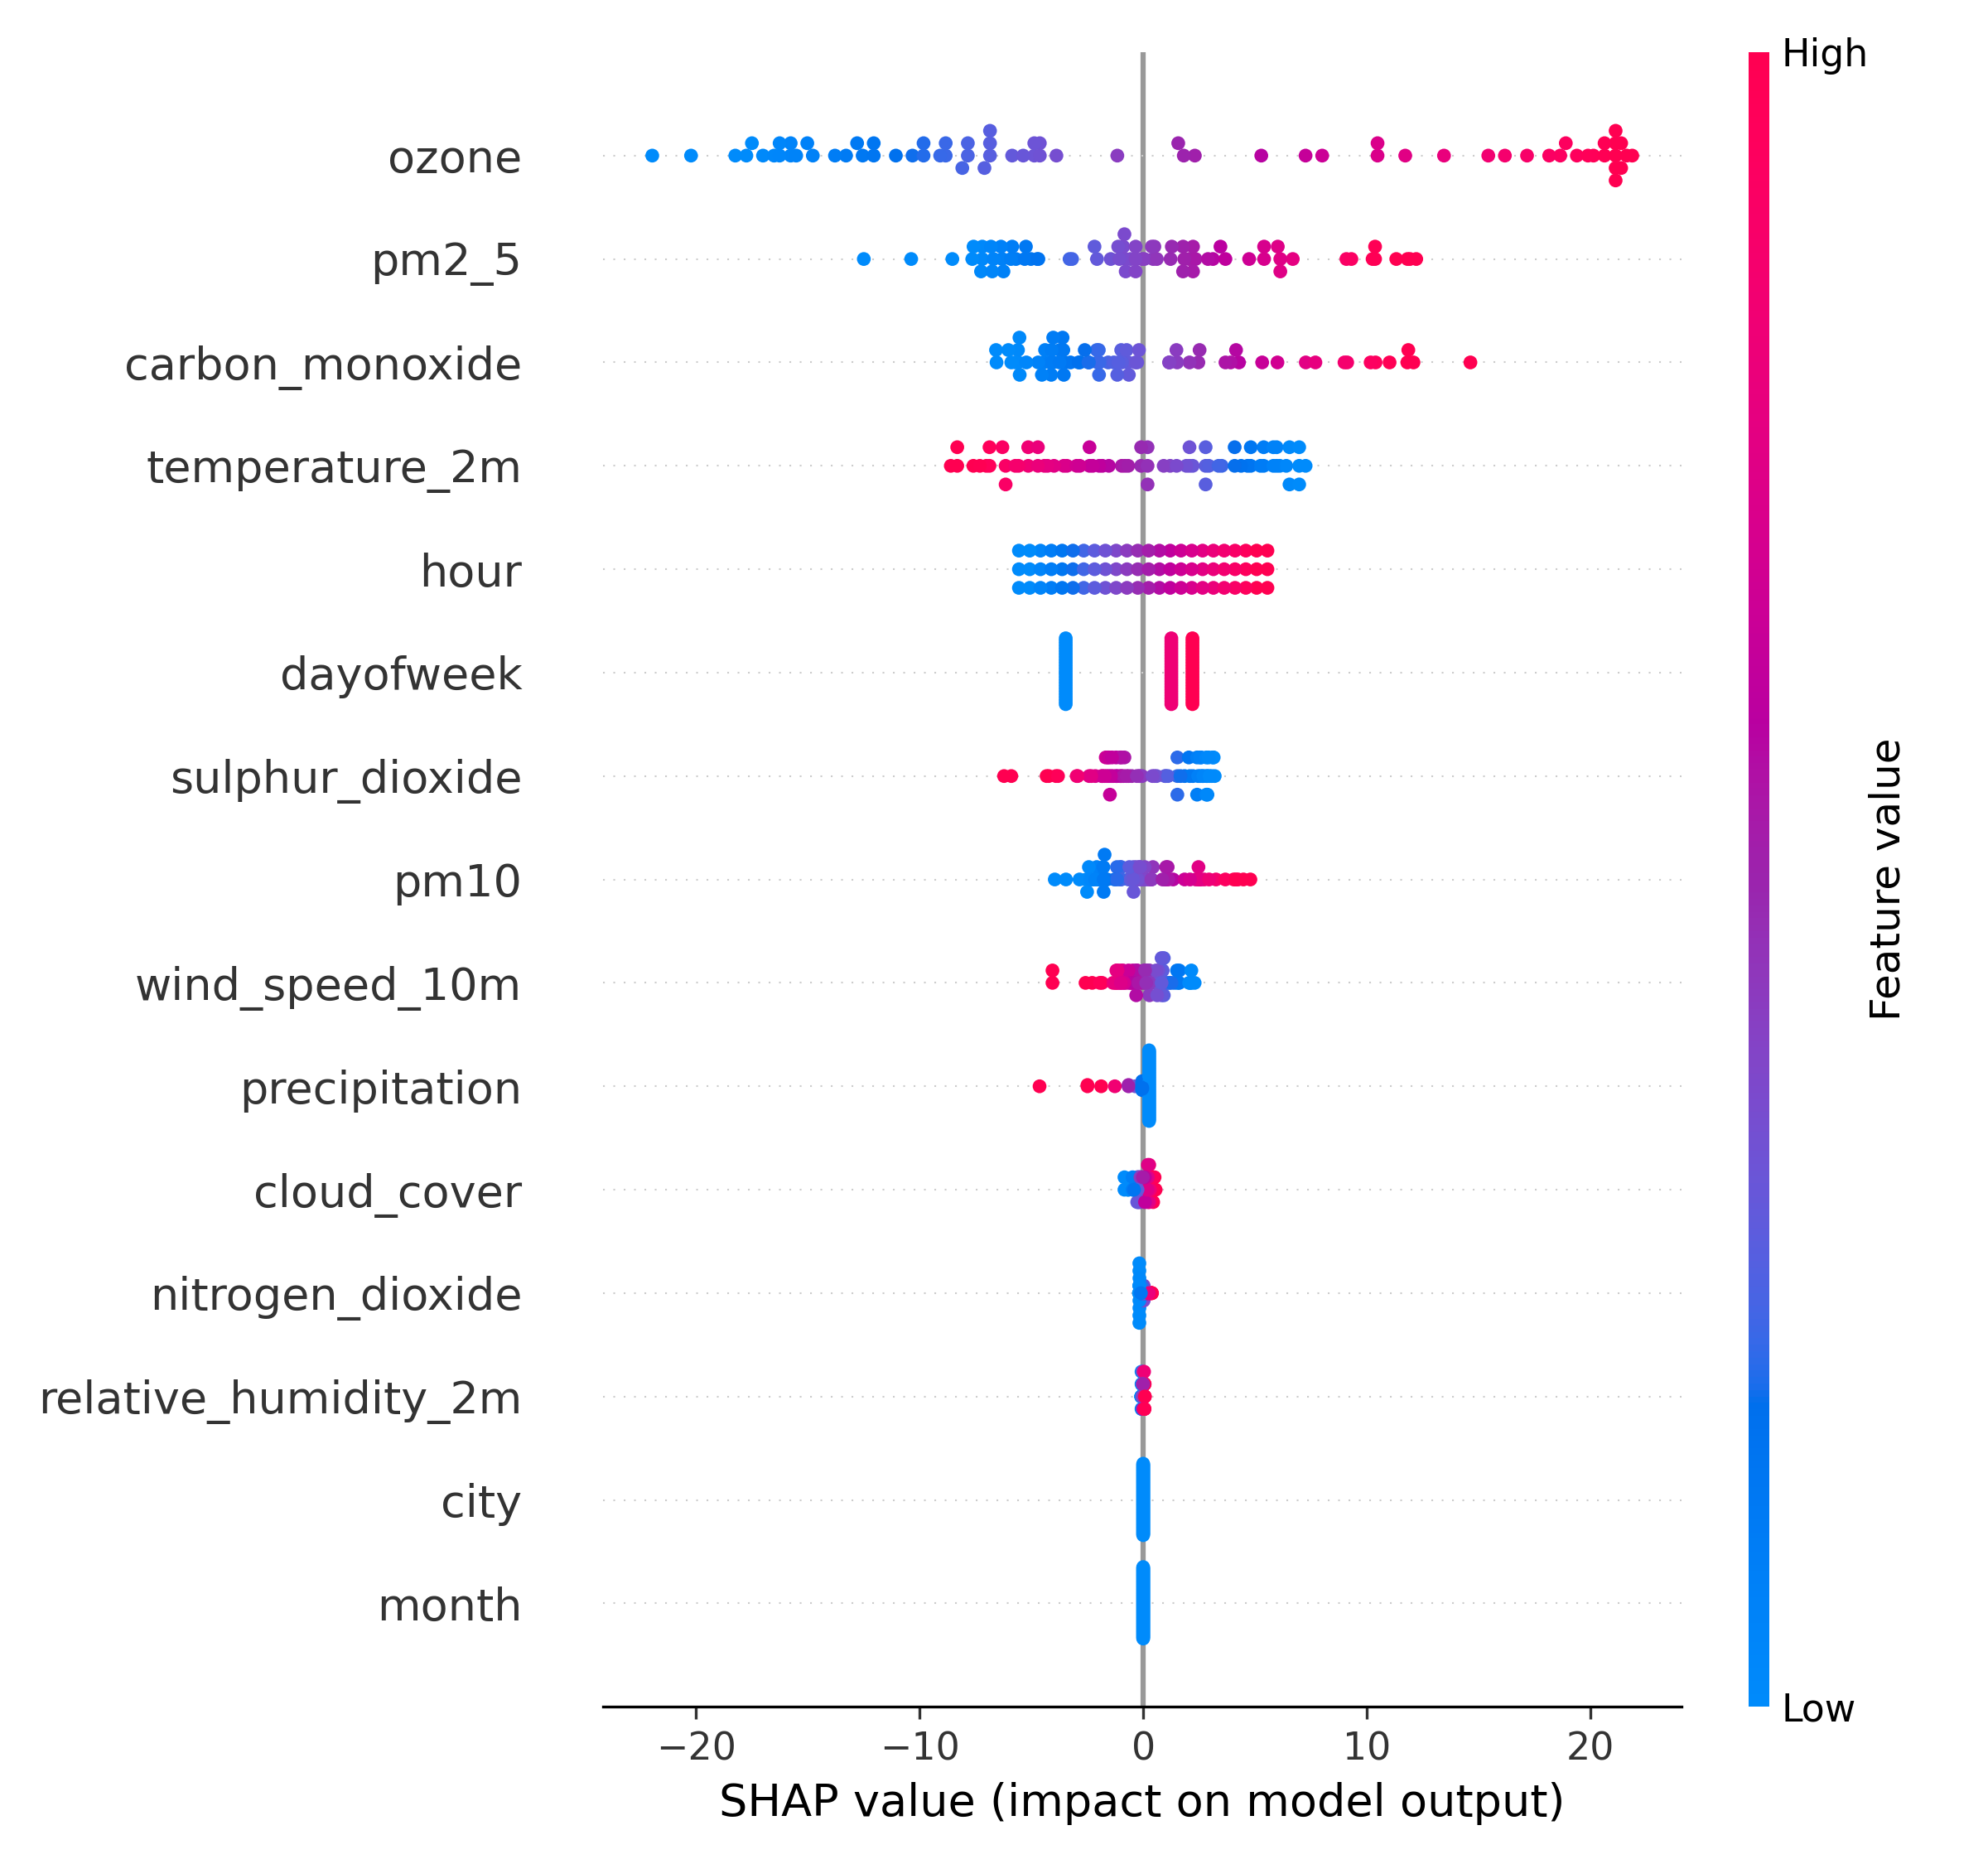 High
ozone
pm2_5
carbon_monoxide
temperature_2m
hour
dayofweek
sulphur_dioxide
pm10
wind_speed_10m
precipitation
cloud_cover
nitrogen_dioxide
relative_humidity_2m
city
month
Feature value
Low
−20 −10 0 10 20
SHAP value (impact on model output)